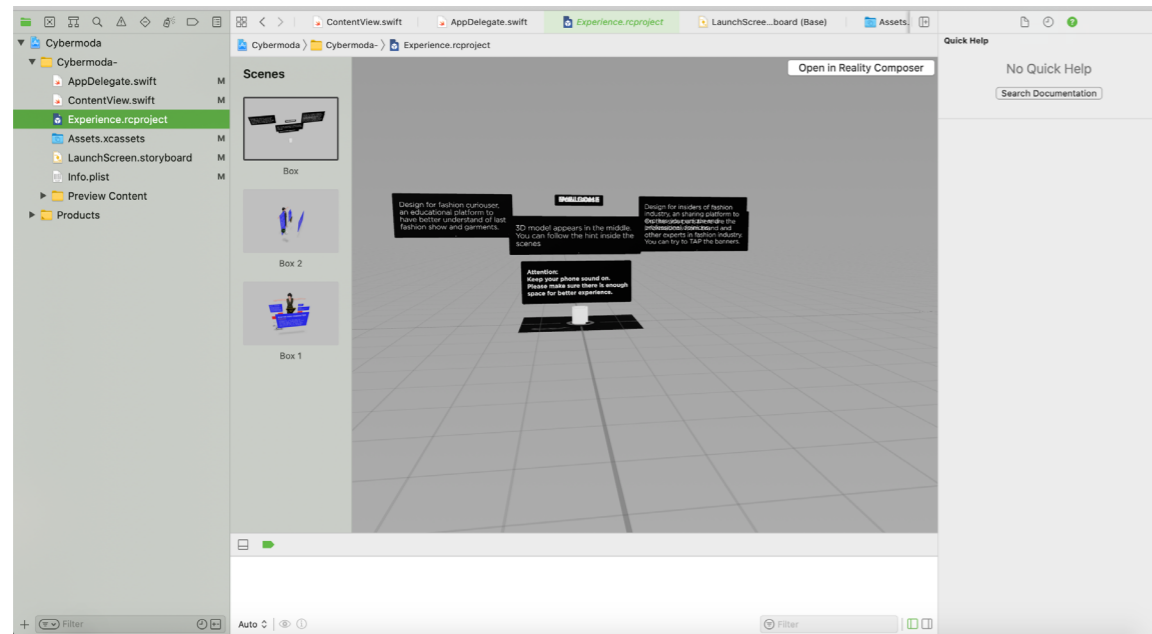 ContentView.swift
AppDelegate.swift
Experience.rcproject
LaunchScree...board (Base)
Assets.
Cybermoda
Cybermoda-
AppDelegate.swift M
ContentView.swift M
Experience.rcproject
Assets.xcassets M
LaunchScreen.storyboard M
Info.plist M
Preview Content
Products
Filter
Cybermoda
Cybermoda-
Experience.rcproject
Scenes
Box
Box 2
Box 1
Open in Reality Composer
Design for fashion curiouser,
an educational platform to
have better understand of last
fashion show and garments.
3D model appears in the middle.
You can follow the hint inside the
scenes
Design for insiders of fashion
industry, an sharing platform to
other experts in fashion industry.
You can try to TAP the banners.
Attention:
Keep your phone sound on.
Please make sure there is enough
space for better experience.
Auto
Filter
Quick Help
No Quick Help
Search Documentation